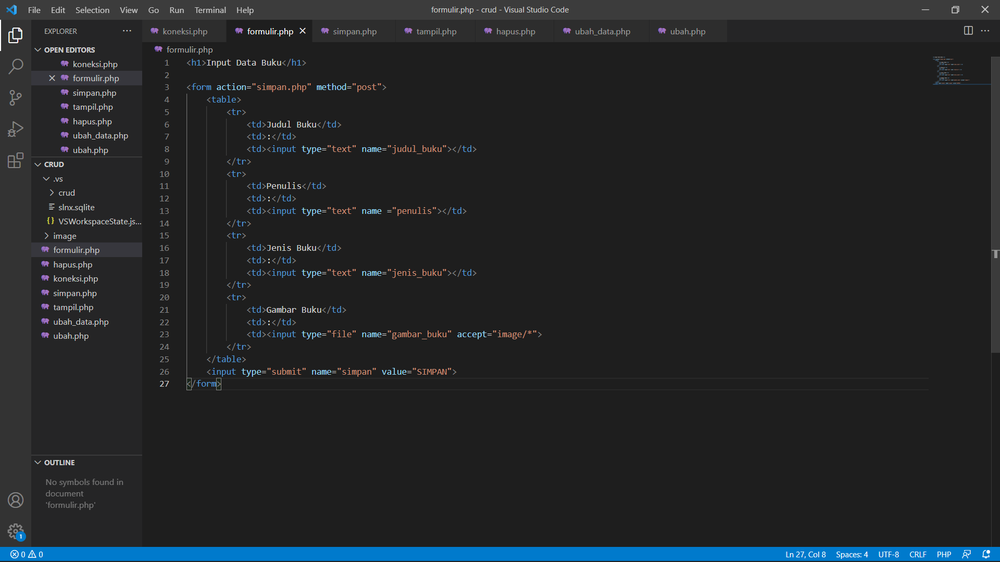 File Edit Selection View Go Run Terminal Help
formulir.php - crud - Visual Studio Code
EXPLORER
OPEN EDITORS
koneksi.php
formulir.php
simpan.php
tampil.php
hapus.php
ubah_data.php
ubah.php
CRUD
.vs
crud
slnx.sqlite
{} VSWorkspaceState.js...
image
formulir.php
hapus.php
koneksi.php
simpan.php
tampil.php
ubah_data.php
ubah.php
OUTLINE
No symbols found in
document
'formulir.php'
1
koneksi.php formulir.php simpan.php tampil.php hapus.php ubah_data.php ubah.php
formulir.php
1 <h1>Input Data Buku</h1>
2
3 <form action="simpan.php" method="post">
4 <table>
5 <tr>
6 <td>Judul Buku</td>
7 <td>:</td>
8 <td><input type="text" name="judul_buku"></td>
9 </tr>
10 <tr>
11 <td>Penulis</td>
12 <td>:</td>
13 <td><input type="text" name ="penulis"></td>
14 </tr>
15 <tr>
16 <td>Jenis Buku</td>
17 <td>:</td>
18 <td><input type="text" name="jenis_buku"></td>
19 </tr>
20 <tr>
21 <td>Gambar Buku</td>
22 <td>:</td>
23 <td><input type="file" name="gambar_buku" accept="image/*">
24 </tr>
25 </table>
26 <input type="submit" name="simpan" value="SIMPAN">
27 </form>
0 0
Ln 27, Col 8 Spaces: 4 UTF-8 CRLF PHP